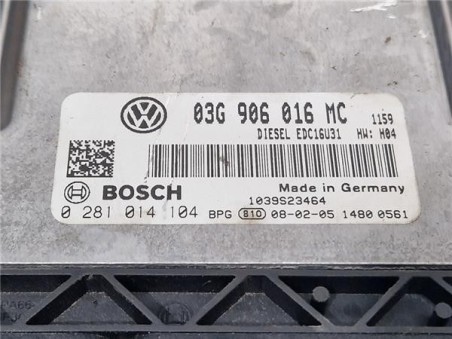 03G 906 016 MC 1159
DIESEL EDC16U31 HW: H04
BOSCH
Made in Germany
1039S23464
0 281 014 104 BPG 810 08-02-05 1480 0561